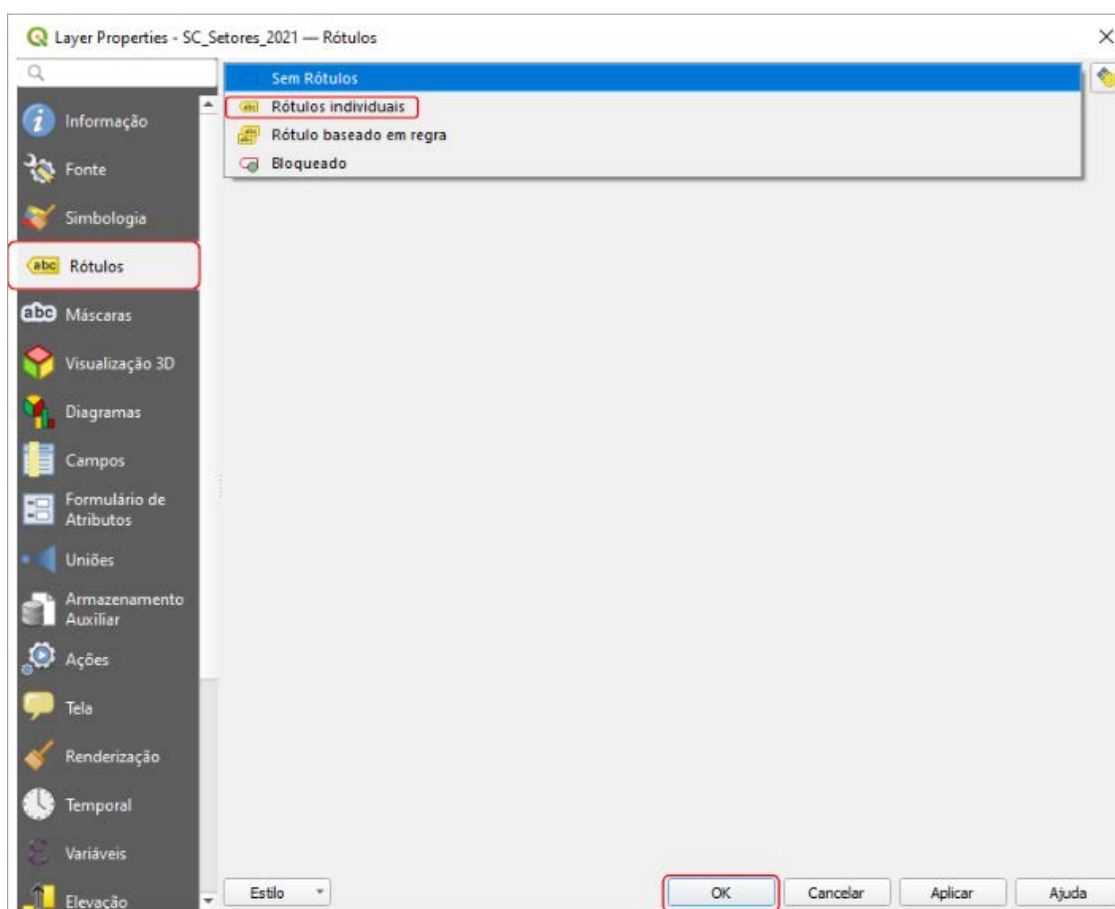 Layer Properties - SC_Setores_2021 — Rótulos
Sem Rótulos
Rótulos individuais
Rótulo baseado em regra
Bloqueado
Informação
Fonte
Simbologia
abc Rótulos
abc Máscaras
Visualização 3D
Diagramas
Campos
Formulário de
Atributos
Uniões
Armazenamento
Auxiliar
Ações
Tela
Renderização
Temporal
Variáveis
Elevação
Estilo
OK
Cancelar
Aplicar
Ajuda